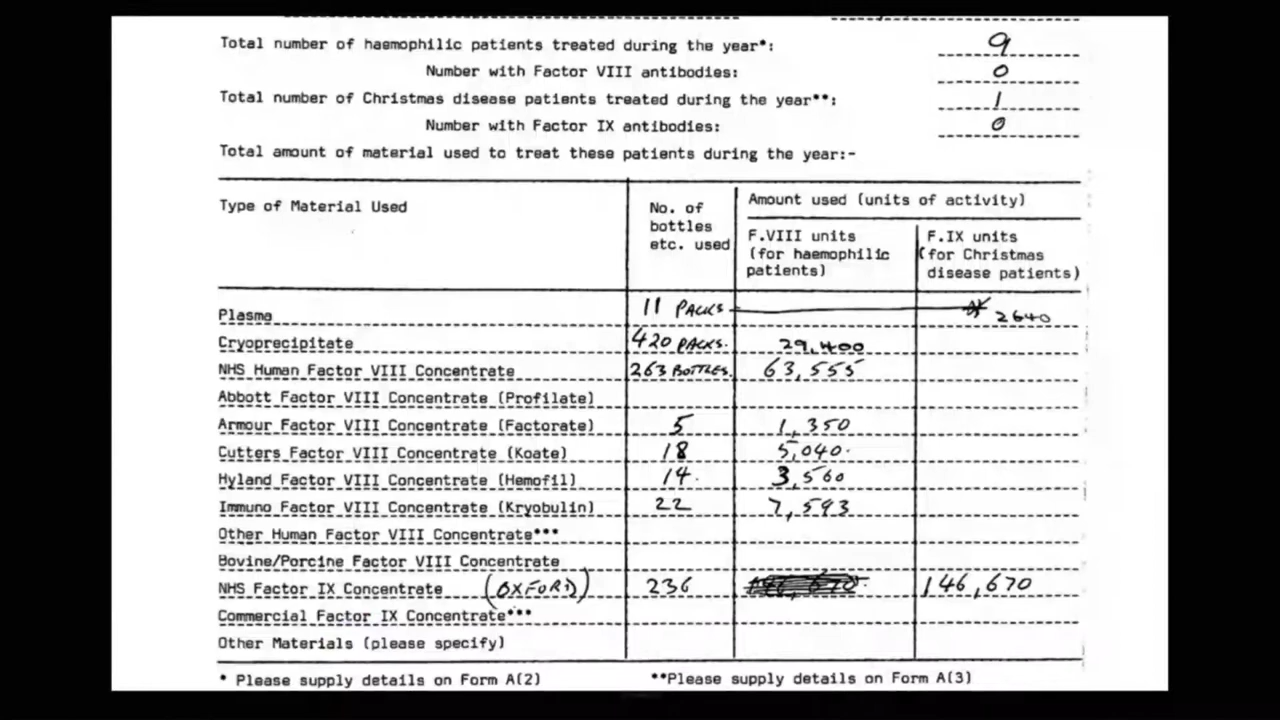 Total number of haemophilic patients treated during the year*: 9
Number with Factor VIII antibodies: 0
Total number of Christmas disease patients treated during the year**: 1
Number with Factor IX antibodies: 0
Total amount of material used to treat these patients during the year:-
Type of Material Used
No. of bottles etc. used
Amount used (units of activity)
F.VIII units (for haemophilic patients)
F.IX units (for Christmas disease patients)
Plasma 11 PACKS 2640
Cryoprecipitate 420 PACKS. 29,400
NHS Human Factor VIII Concentrate 263 BOTTLES. 63,555
Abbott Factor VIII Concentrate (Profilate)
Armour Factor VIII Concentrate (Factorate) 5 1,350
Cutters Factor VIII Concentrate (Koate) 18 5,040.
Hyland Factor VIII Concentrate (Hemofil) 14. 3,560
Immuno Factor VIII Concentrate (Kryobulin) 22 7,593
Other Human Factor VIII Concentrate***
Bovine/Porcine Factor VIII Concentrate
NHS Factor IX Concentrate (OXFORD) 236 146,670
Commercial Factor IX Concentrate***
Other Materials (please specify)
* Please supply details on Form A(2) **Please supply details on Form A(3)